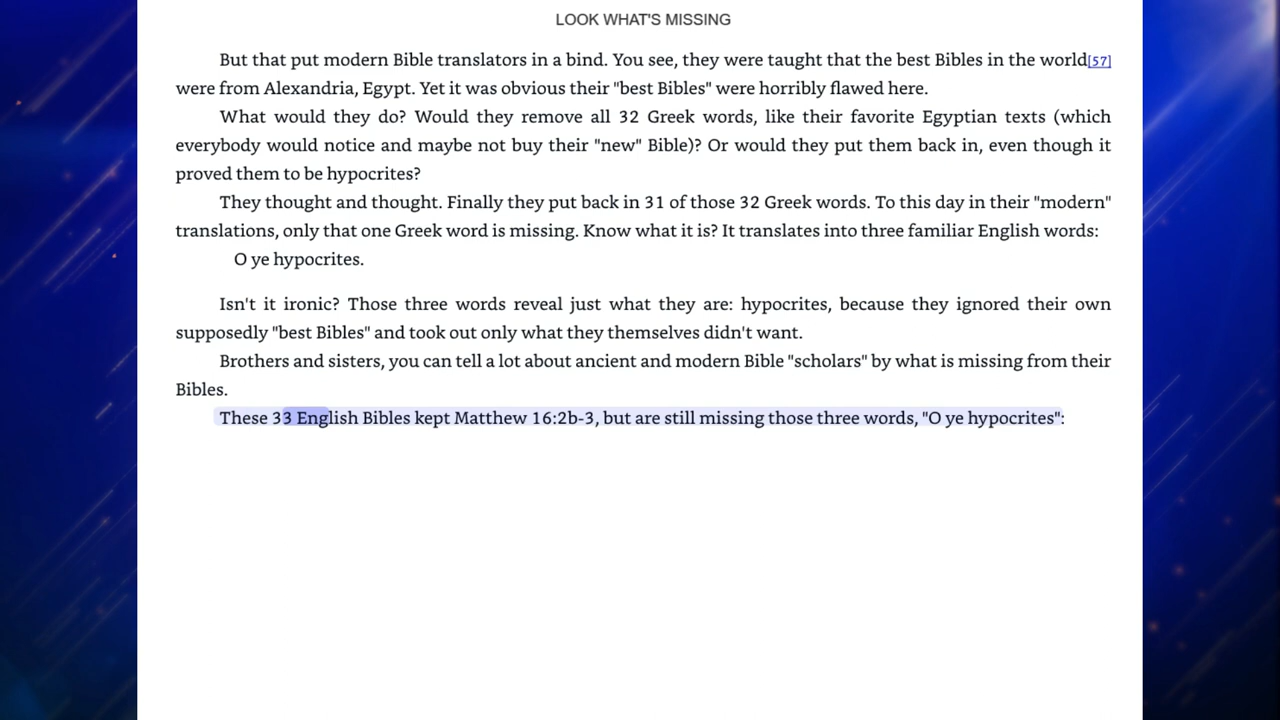 LOOK WHAT'S MISSING
But that put modern Bible translators in a bind. You see, they were taught that the best Bibles in the world[57]
were from Alexandria, Egypt. Yet it was obvious their "best Bibles" were horribly flawed here.
What would they do? Would they remove all 32 Greek words, like their favorite Egyptian texts (which
everybody would notice and maybe not buy their "new" Bible)? Or would they put them back in, even though it
proved them to be hypocrites?
They thought and thought. Finally they put back in 31 of those 32 Greek words. To this day in their "modern"
translations, only that one Greek word is missing. Know what it is? It translates into three familiar English words:
O ye hypocrites.
Isn't it ironic? Those three words reveal just what they are: hypocrites, because they ignored their own
supposedly "best Bibles" and took out only what they themselves didn't want.
Brothers and sisters, you can tell a lot about ancient and modern Bible "scholars" by what is missing from their
Bibles.
These 33 English Bibles kept Matthew 16:2b-3, but are still missing those three words, "O ye hypocrites":